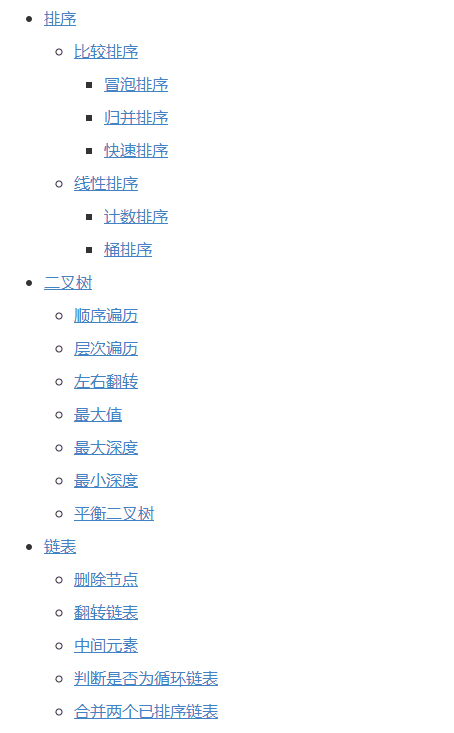 排序
比较排序
冒泡排序
归并排序
快速排序
线性排序
计数排序
桶排序
二叉树
顺序遍历
层次遍历
左右翻转
最大值
最大深度
最小深度
平衡二叉树
链表
删除节点
翻转链表
中间元素
判断是否为循环链表
合并两个已排序链表